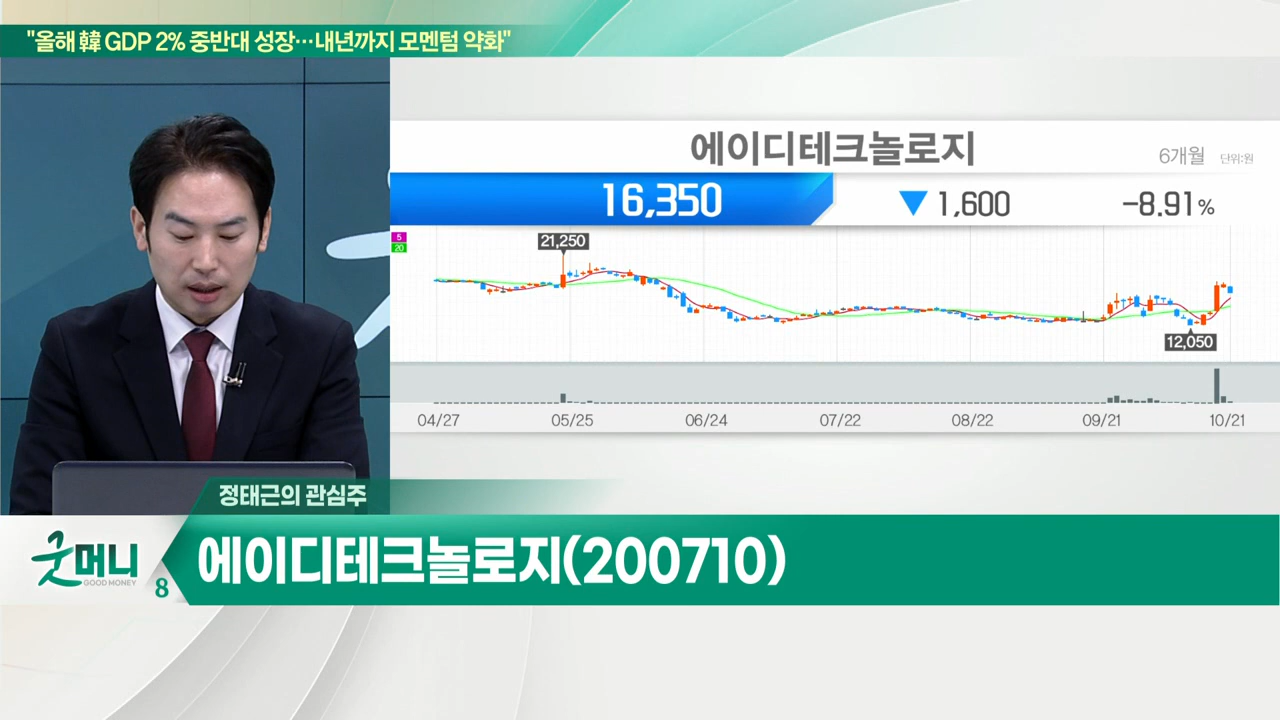 "올해 韓 GDP 2% 중반대 성장…내년까지 모멘텀 약화"
에이디테크놀로지
6개월 단위:원
16,350 ▼ 1,600 -8.91%
5
20
21,250
12,050
04/27 05/25 06/24 07/22 08/22 09/21 10/21
정태근의 관심주
굿머니
GOOD MONEY
8
에이디테크놀로지(200710)